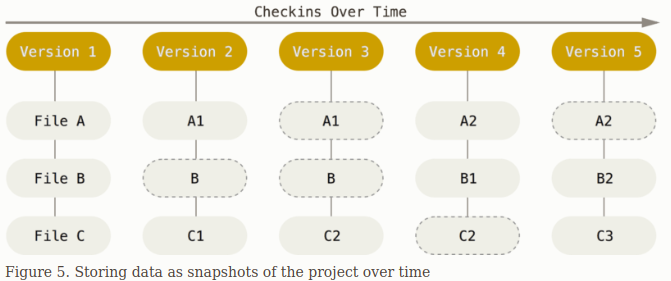 Checkins Over Time
Version 1 Version 2 Version 3 Version 4 Version 5
File A A1 A1 A2 A2
File B B B B1 B2
File C C1 C2 C2 C3
Figure 5. Storing data as snapshots of the project over time